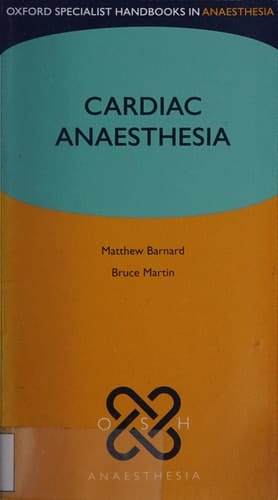 OXFORD SPECIALIST HANDBOOKS IN ANAESTHESIA
CARDIAC
ANAESTHESIA
Matthew Barnard
Bruce Martin
O S H
ANAESTHESIA